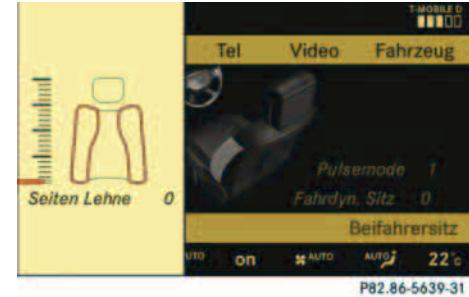 T-MOBILE D
Tel Video Fahrzeug
Pulsemode 1
Seiten Lehne 0
Fahrdyn. Sitz 0
Beifahrersitz
UTO on AUTO AUTO 22°c
P82.86-5639-31